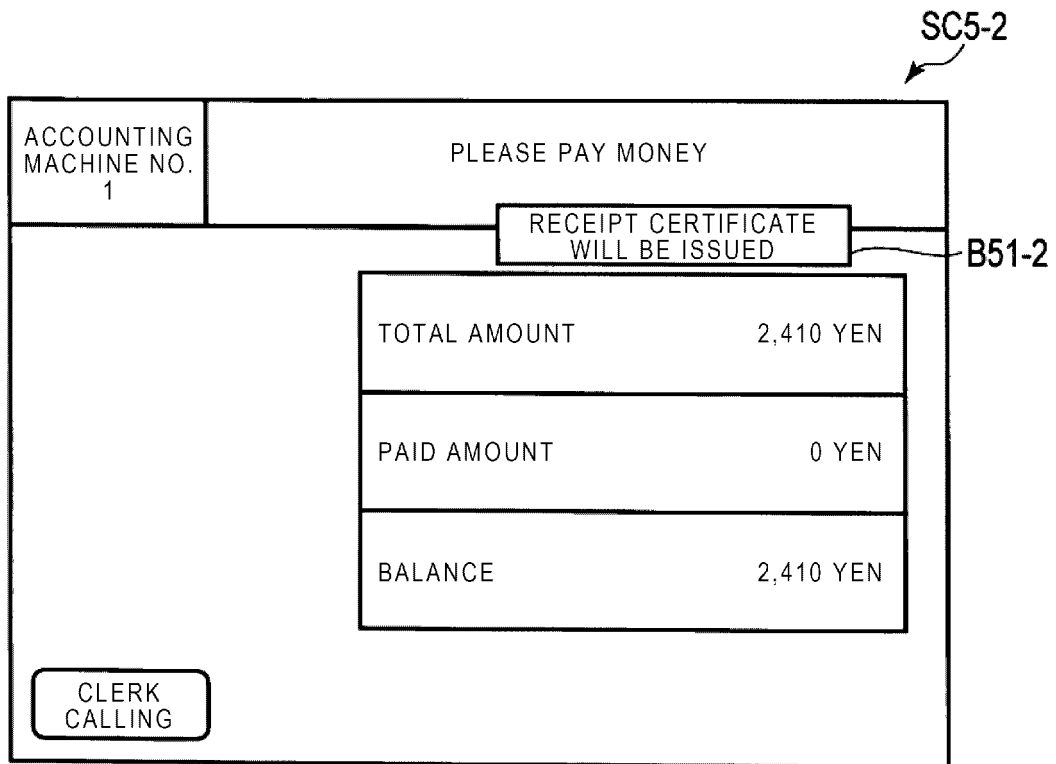 SC5-2
ACCOUNTING
MACHINE NO.
1
PLEASE PAY MONEY
RECEIPT CERTIFICATE
WILL BE ISSUED
B51-2
TOTAL AMOUNT 2,410 YEN
PAID AMOUNT 0 YEN
BALANCE 2,410 YEN
CLERK
CALLING